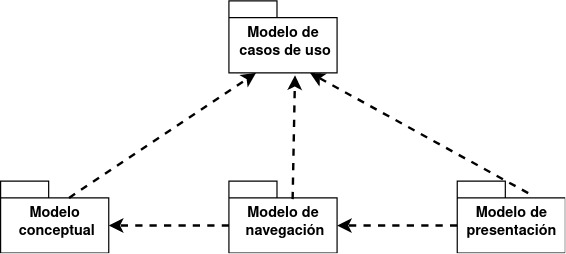 Modelo de
casos de uso
Modelo
conceptual
Modelo de
navegación
Modelo de
presentación